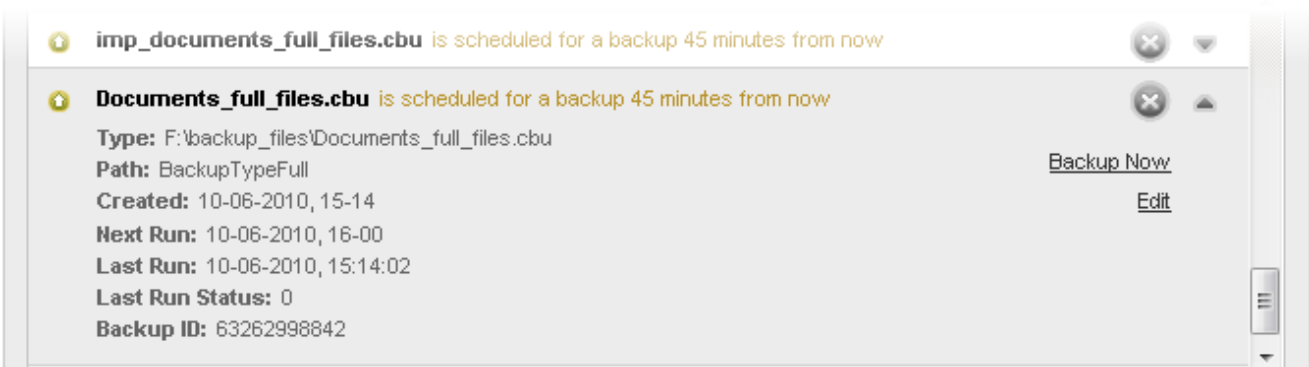 imp_documents_full_files.cbu is scheduled for a backup 45 minutes from now
Documents_full_files.cbu is scheduled for a backup 45 minutes from now
Type: F:\backup_files\Documents_full_files.cbu
Path: BackupTypeFull
Backup Now
Created: 10-06-2010, 15-14
Edit
Next Run: 10-06-2010, 16-00
Last Run: 10-06-2010, 15:14:02
Last Run Status: 0
Backup ID: 63262998842